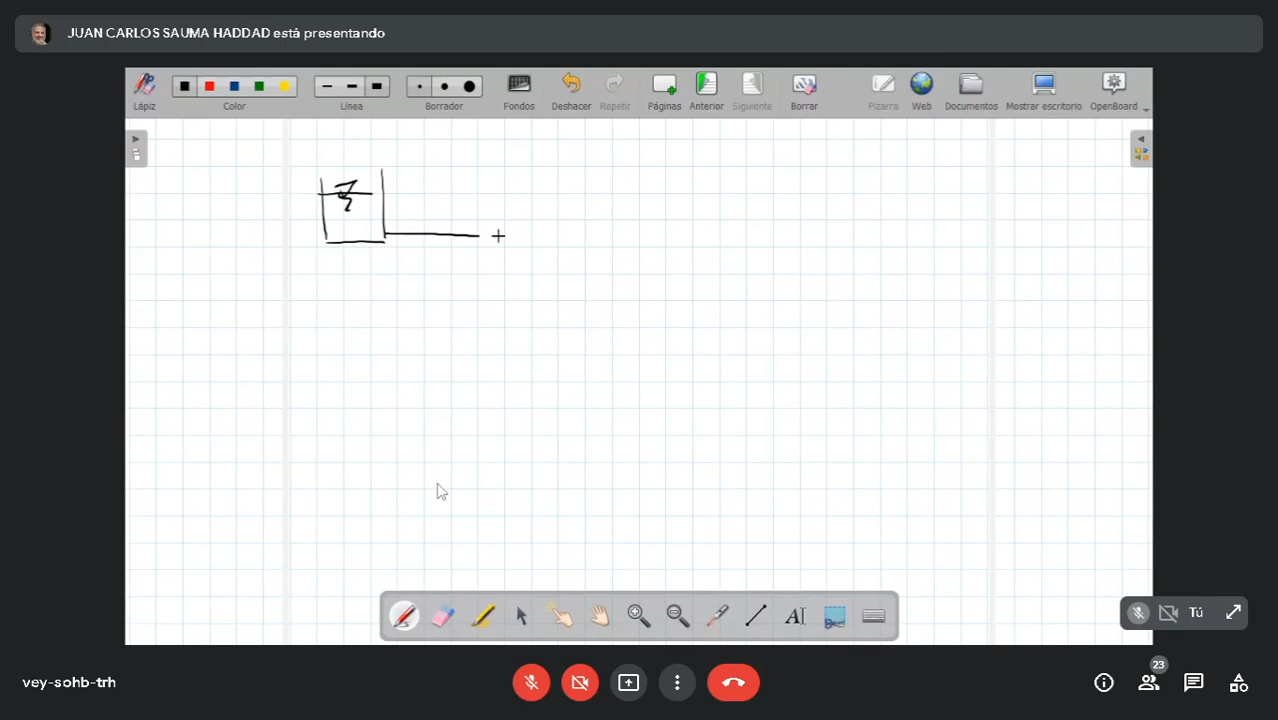 JUAN CARLOS SAUMA HADDAD está presentando
Lápiz
Color
Línea
Borrador
Fondos
Deshacer
Repetir
Páginas
Anterior
Siguiente
Borrar
Pizarra
Web
Documentos
Mostrar escritorio
OpenBoard
Tú
vey-sohb-trh
23